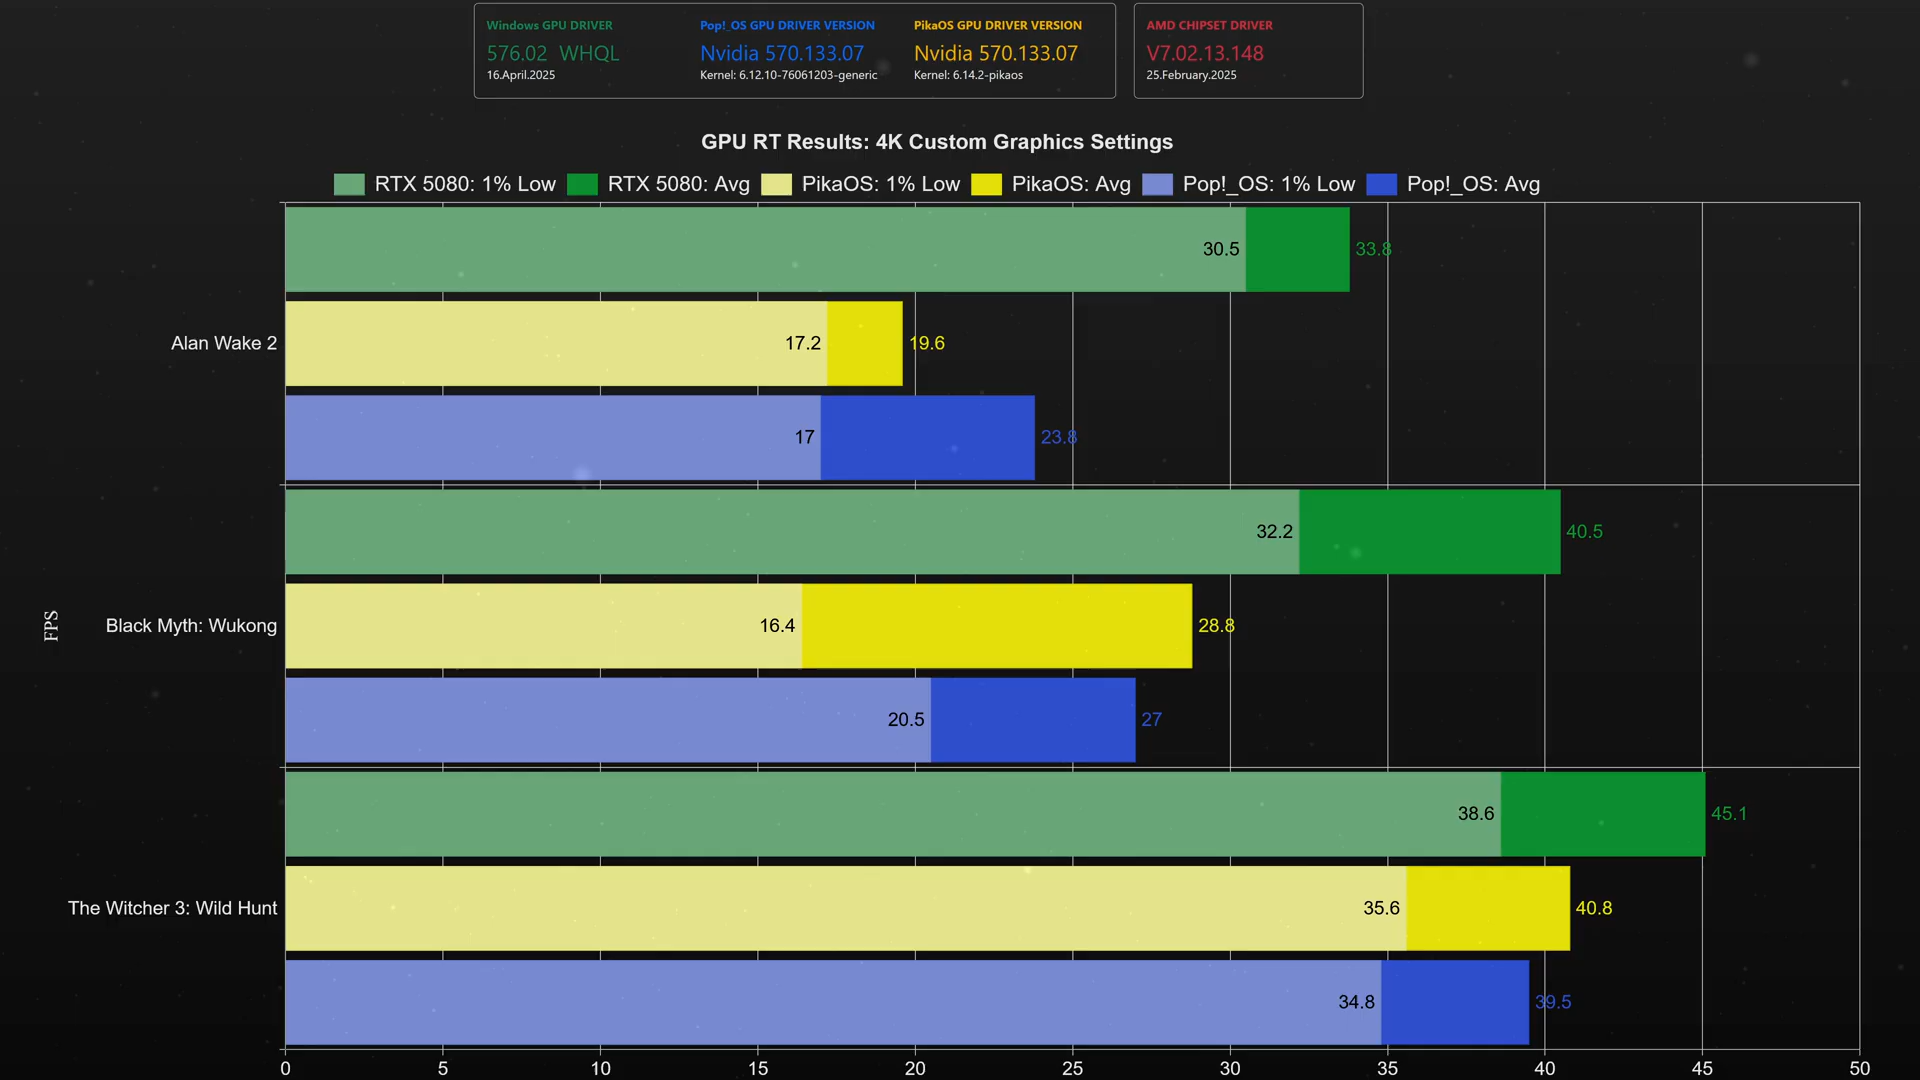 Windows GPU DRIVER
576.02 WHQL
16.April.2025
Pop!_OS GPU DRIVER VERSION
Nvidia 570.133.07
Kernel: 6.12.10-76061203-generic
PikaOS GPU DRIVER VERSION
Nvidia 570.133.07
Kernel: 6.14.2-pikaos
AMD CHIPSET DRIVER
V7.02.13.148
25.February.2025
GPU RT Results: 4K Custom Graphics Settings
RTX 5080: 1% Low RTX 5080: Avg PikaOS: 1% Low PikaOS: Avg Pop!_OS: 1% Low Pop!_OS: Avg
30.5 33.8
Alan Wake 2 17.2 19.6
17 23.8
32.2 40.5
FPS
Black Myth: Wukong 16.4 28.8
20.5 27
38.6 45.1
The Witcher 3: Wild Hunt 35.6 40.8
34.8 39.5
0 5 10 15 20 25 30 35 40 45 50